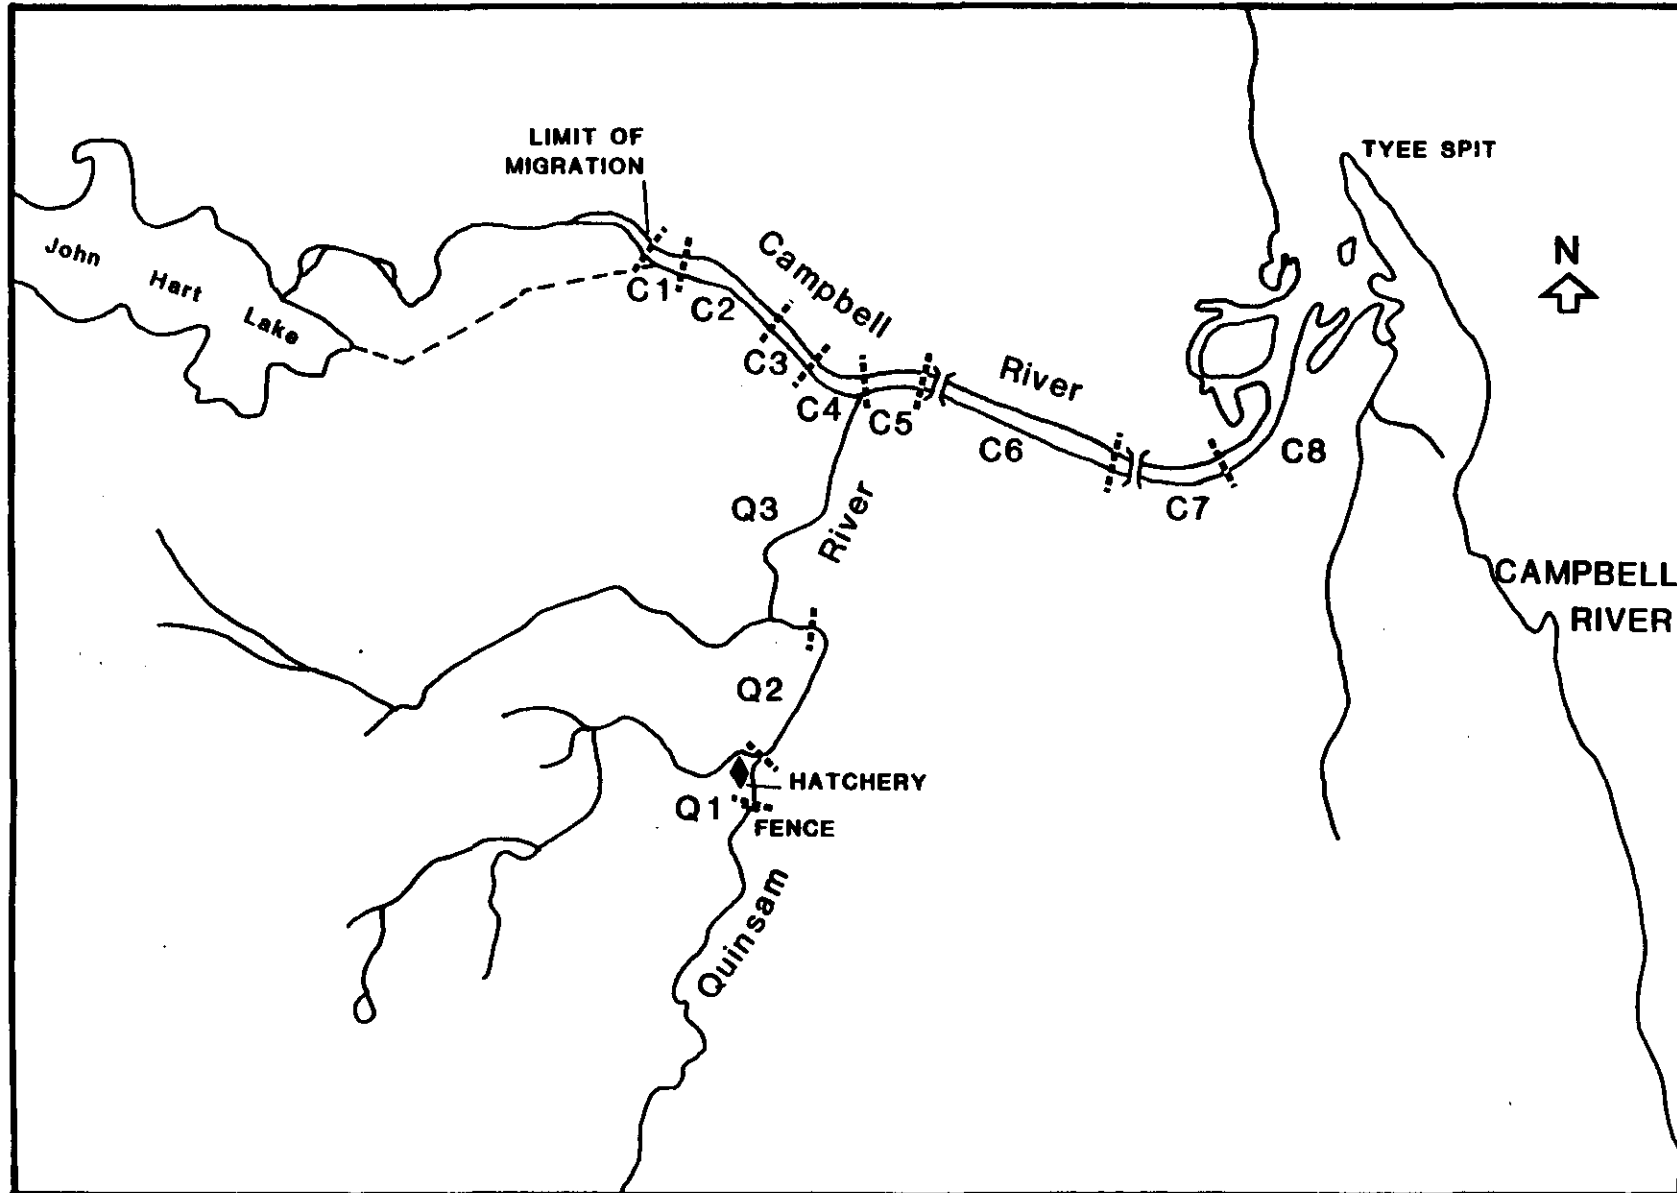 LIMIT OF
MIGRATION
TYEE SPIT
N
John Hart Lake
Campbell River
C1
C2
C3
C4
C5
C6
C7
C8
Q3
River
CAMPBELL
RIVER
Q2
HATCHERY
Q1
FENCE
Quinsam